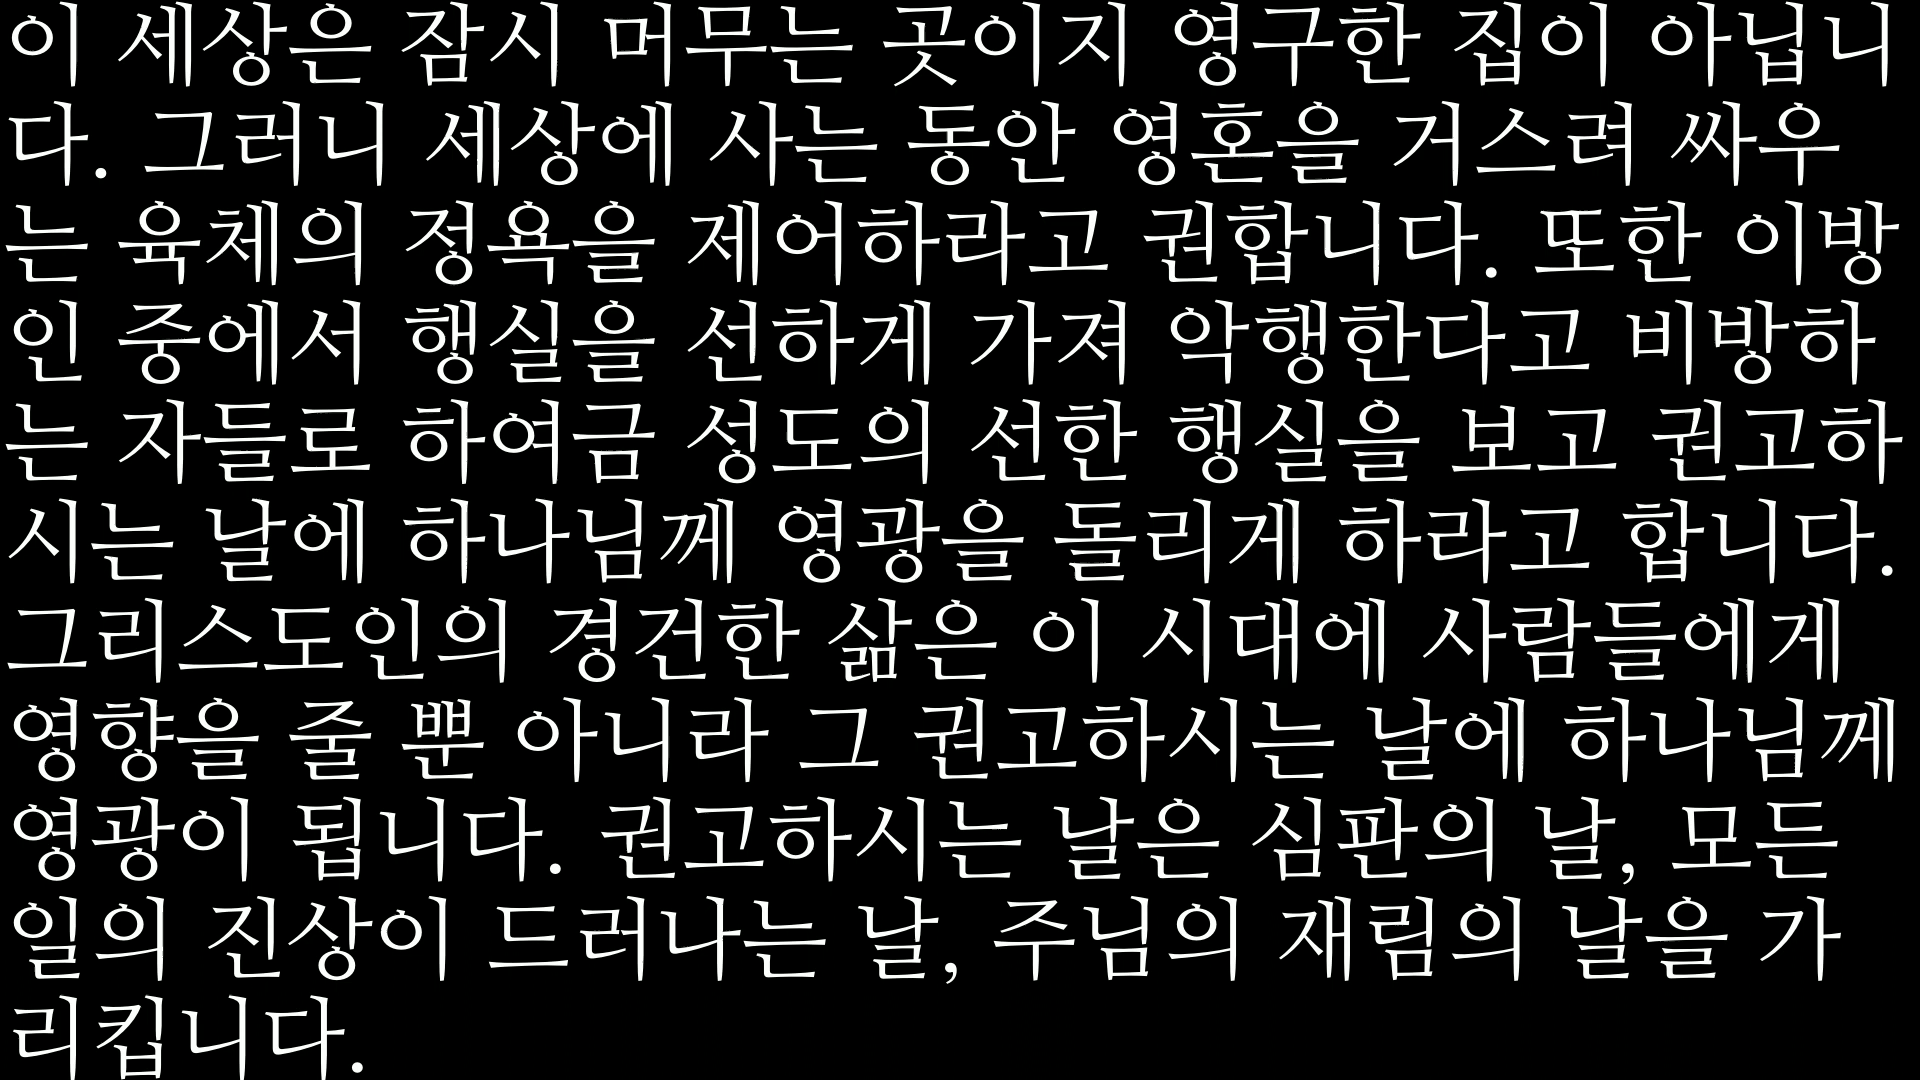 이 세상은 잠시 머무는 곳이지 영구한 집이 아닙니
다. 그러니 세상에 사는 동안 영혼을 거스려 싸우
는 육체의 정욕을 제어하라고 권합니다. 또한 이방
인 중에서 행실을 선하게 가져 악행한다고 비방하
는 자들로 하여금 성도의 선한 행실을 보고 권고하
시는 날에 하나님께 영광을 돌리게 하라고 합니다.
그리스도인의 경건한 삶은 이 시대에 사람들에게
영향을 줄 뿐 아니라 그 권고하시는 날에 하나님께
영광이 됩니다. 권고하시는 날은 심판의 날, 모든
일의 진상이 드러나는 날, 주님의 재림의 날을 가
리킵니다.